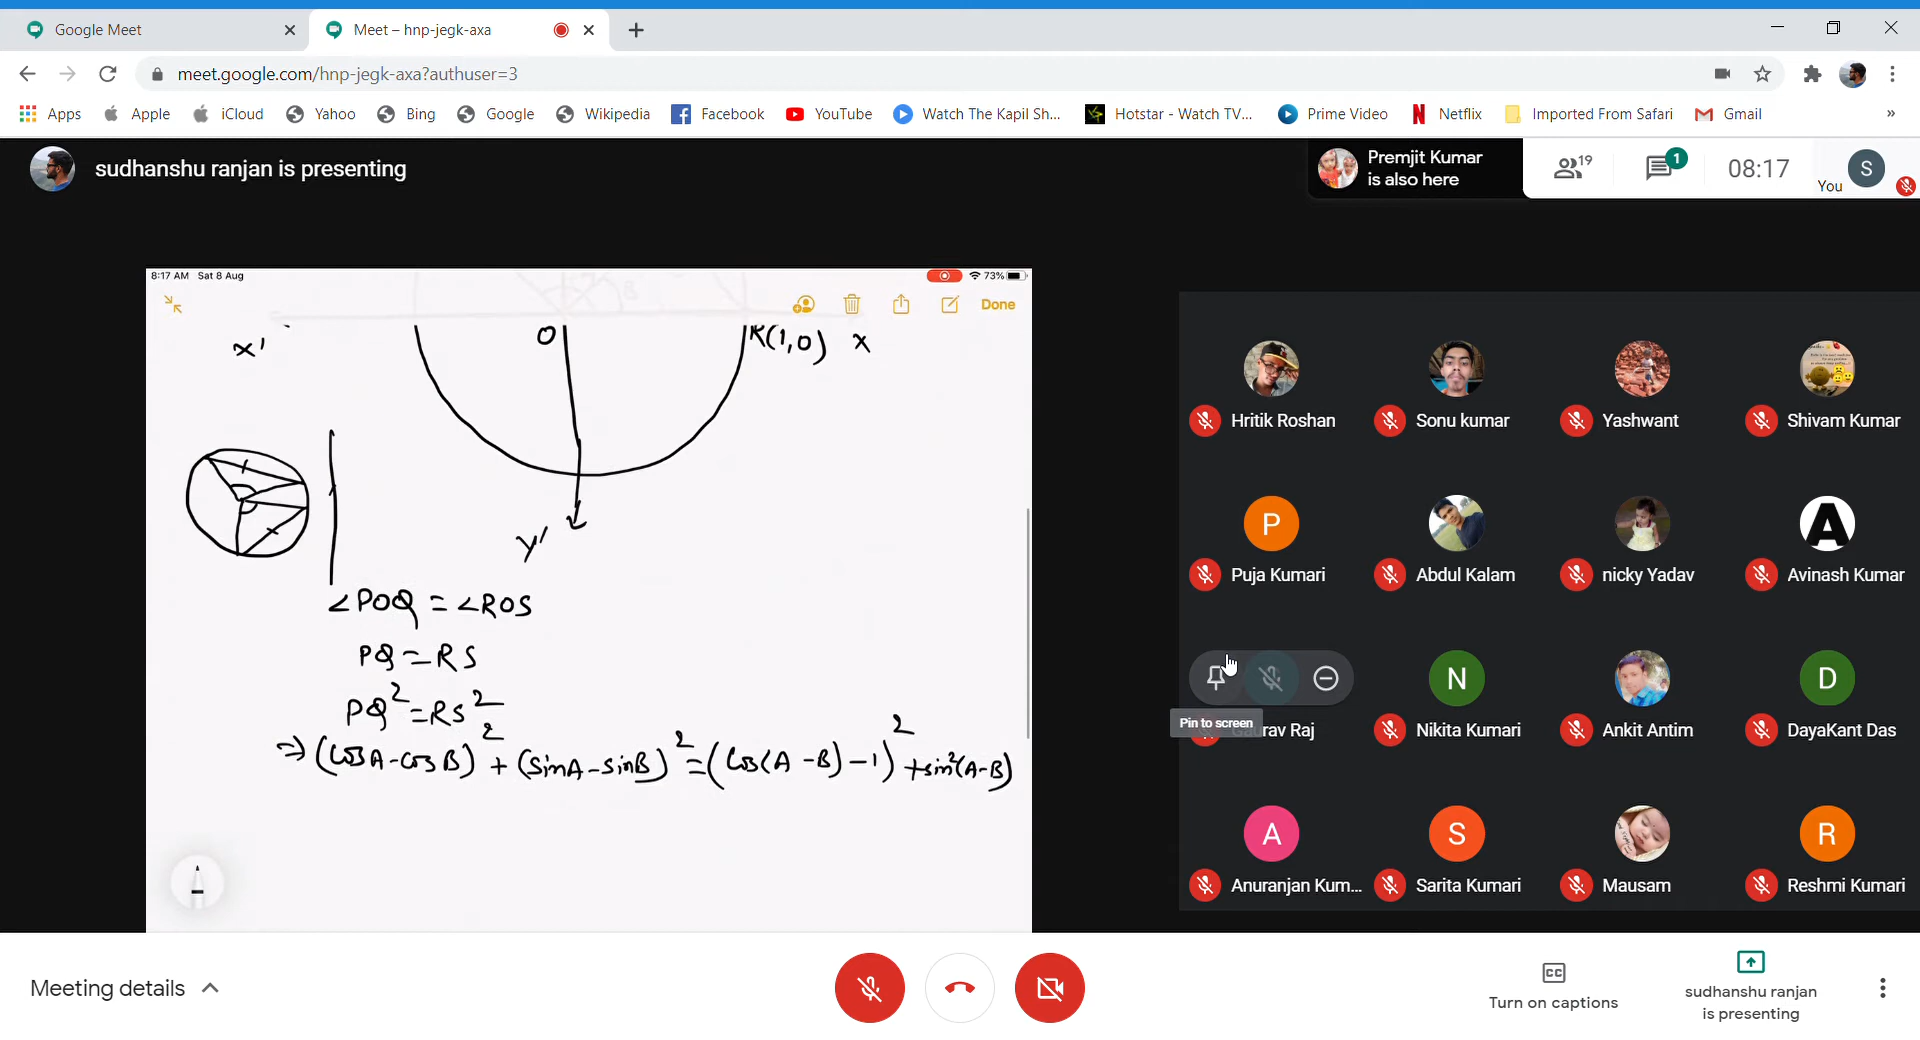 Google Meet
Meet – hnp-jegk-axa
meet.google.com/hnp-jegk-axa?authuser=3
Apps Apple iCloud Yahoo Bing Google Wikipedia Facebook YouTube Watch The Kapil Sh... Hotstar - Watch TV... Prime Video Netflix Imported From Safari Gmail »
sudhanshu ranjan is presenting
Premjit Kumar
is also here
19
1
08:17
You
S
8:17 AM Sat 8 Aug
73%
Done
x'
O
R(1,0) x
y'
∠POQ = ∠ROS
PQ = RS
PQ² = RS²
⇒ (cosA - cosB)² + (sinA - sinB)² = (cos(A - B) - 1)² + sin²(A-B)
Hritik Roshan
Sonu kumar
Yashwant
Shivam Kumar
P
A
Puja Kumari
Abdul Kalam
nicky Yadav
Avinash Kumar
N
D
Pin to screen
Gaurav Raj
Nikita Kumari
Ankit Antim
DayaKant Das
A
S
R
Anuranjan Kum...
Sarita Kumari
Mausam
Reshmi Kumari
Meeting details
CC
Turn on captions
sudhanshu ranjan
is presenting